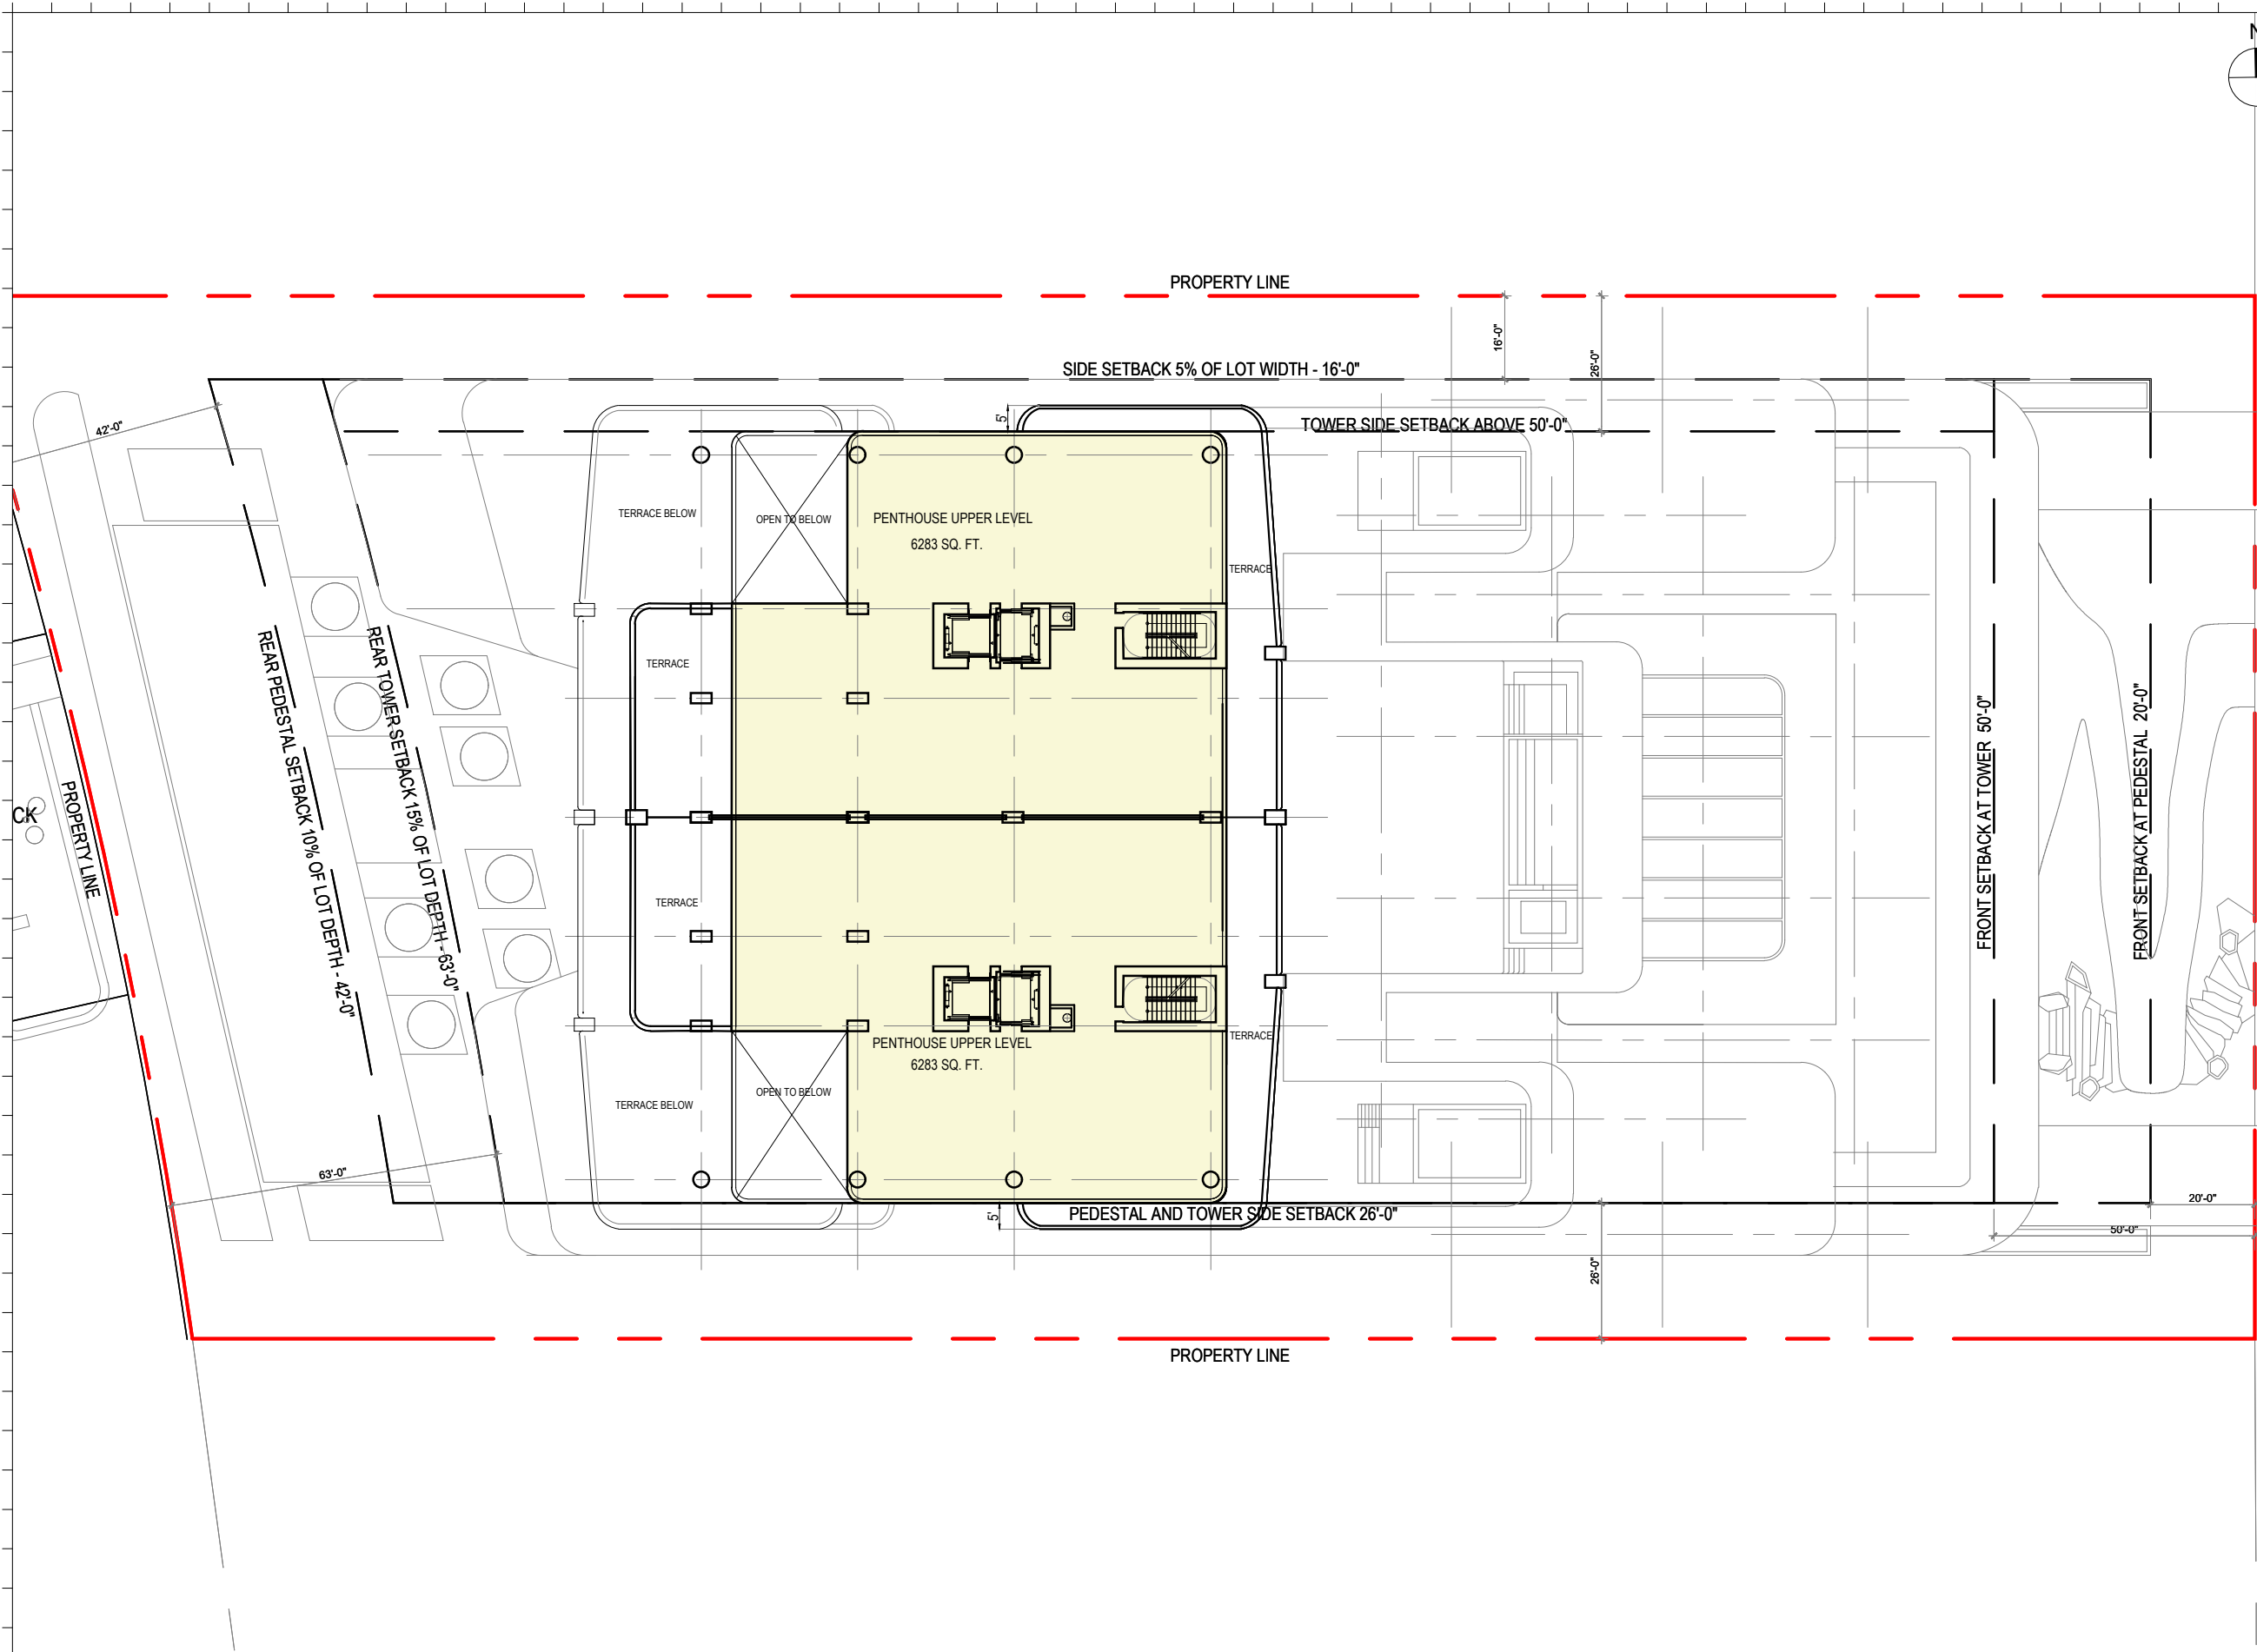 N
PROPERTY LINE
16'-0"
26'-0"
SIDE SETBACK 5% OF LOT WIDTH - 16'-0"
5'
TOWER SIDE SETBACK ABOVE 50'-0"
42'-0"
TERRACE BELOW
OPEN TO BELOW
PENTHOUSE UPPER LEVEL
6283 SQ. FT.
TERRACE
TERRACE
REAR PEDESTAL SETBACK 10% OF LOT DEPTH - 42'-0"
REAR TOWER SETBACK 15% OF LOT DEPTH - 63'-0"
PROPERTY LINE
CK
FRONT SETBACK AT TOWER 50'-0"
FRONT SETBACK AT PEDESTAL 20'-0"
TERRACE
TERRACE
PENTHOUSE UPPER LEVEL
6283 SQ. FT.
OPEN TO BELOW
TERRACE BELOW
63'-0"
5'
PEDESTAL AND TOWER SIDE SETBACK 26'-0"
20'-0"
50'-0"
26'-0"
PROPERTY LINE